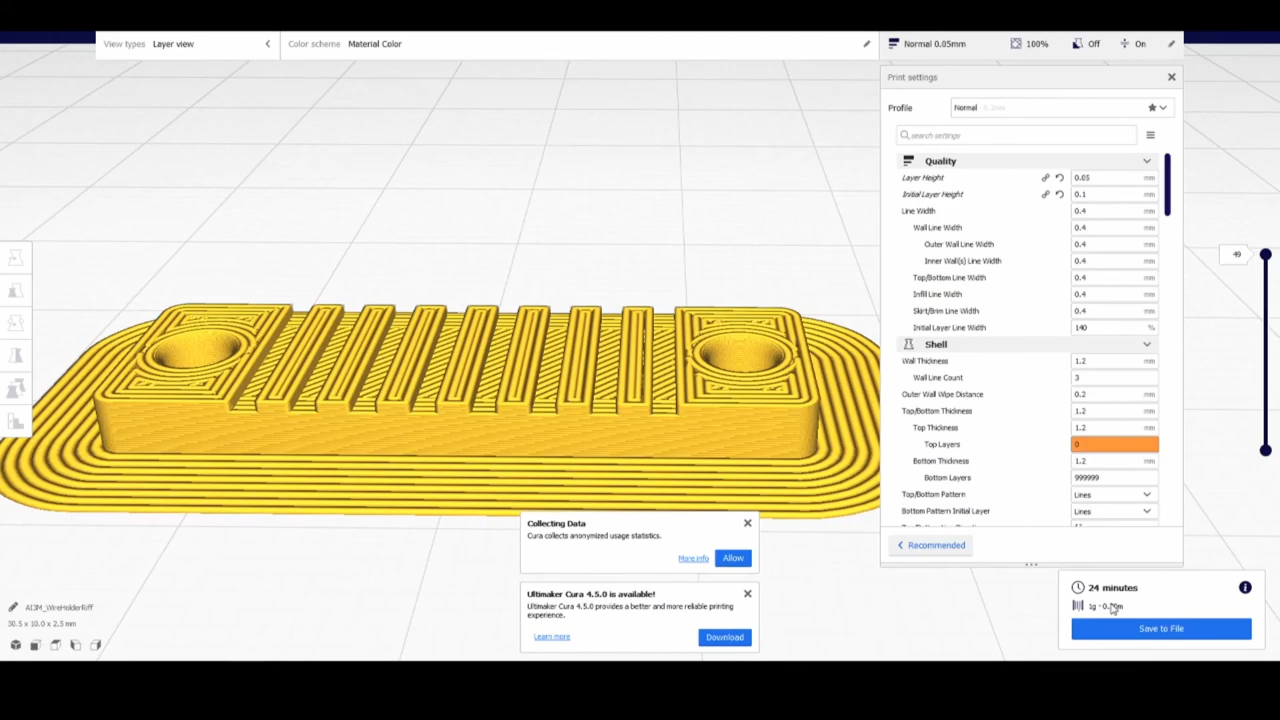 View types Layer view
Color scheme Material Color
Normal 0.05mm 100% Off On
Print settings
Profile Normal 0.2mm
search settings
Quality
Layer Height 0.05 mm
Initial Layer Height 0.1 mm
Line Width 0.4 mm
Wall Line Width 0.4 mm
Outer Wall Line Width 0.4 mm
Inner Wall(s) Line Width 0.4 mm
Top/Bottom Line Width 0.4 mm
Infill Line Width 0.4 mm
Skirt/Brim Line Width 0.4 mm
Initial Layer Line Width 140 %
Shell
Wall Thickness 1.2 mm
Wall Line Count 3
Outer Wall Wipe Distance 0.2 mm
Top/Bottom Thickness 1.2 mm
Top Thickness 1.2 mm
Top Layers 0
Bottom Thickness 1.2 mm
Bottom Layers 999999
Top/Bottom Pattern Lines
Bottom Pattern Initial Layer Lines
Recommended
49
Collecting Data
Cura collects anonymized usage statistics.
More info Allow
Ultimaker Cura 4.5.0 is available!
Ultimaker Cura 4.5.0 provides a better and more reliable printing
experience.
Learn more Download
AI3M_WireHolderRiff
30.5 x 10.0 x 2.5 mm
24 minutes
1g
Save to File